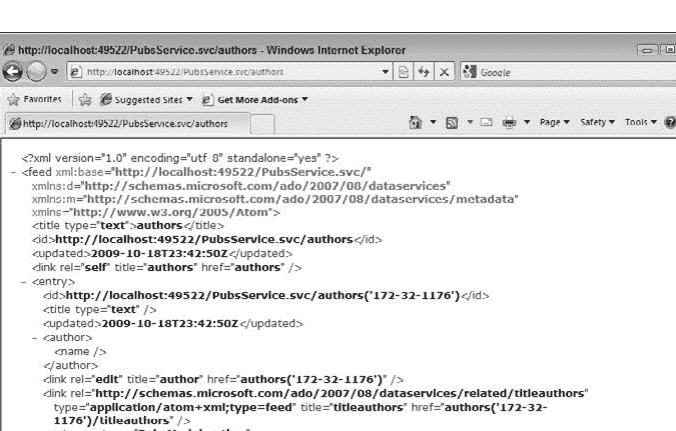 http://localhost:49522/PubsService.svc/authors - Windows Internet Explorer
http://localhost:49522/PubsService.svc/authors
Google
Favorites Suggested Sites Get More Add-ons
http://localhost:49522/PubsService.svc/authors Page Safety Tools
<?xml version="1.0" encoding="utf-8" standalone="yes" ?>
- <feed xml:base="http://localhost:49522/PubsService.svc/"
xmlns:d="http://schemas.microsoft.com/ado/2007/08/dataservices"
xmlns:m="http://schemas.microsoft.com/ado/2007/08/dataservices/metadata"
xmlns="http://www.w3.org/2005/Atom">
<title type="text">authors</title>
<id>http://localhost:49522/PubsService.svc/authors</id>
<updated>2009-10-18T23:42:50Z</updated>
<link rel="self" title="authors" href="authors" />
- <entry>
<id>http://localhost:49522/PubsService.svc/authors('172-32-1176')</id>
<title type="text" />
<updated>2009-10-18T23:42:50Z</updated>
- <author>
<name />
</author>
<link rel="edit" title="author" href="authors('172-32-1176')" />
<link rel="http://schemas.microsoft.com/ado/2007/08/dataservices/related/titleauthors"
type="application/atom+xml;type=feed" title="titleauthors" href="authors('172-32-
1176')/titleauthors" />